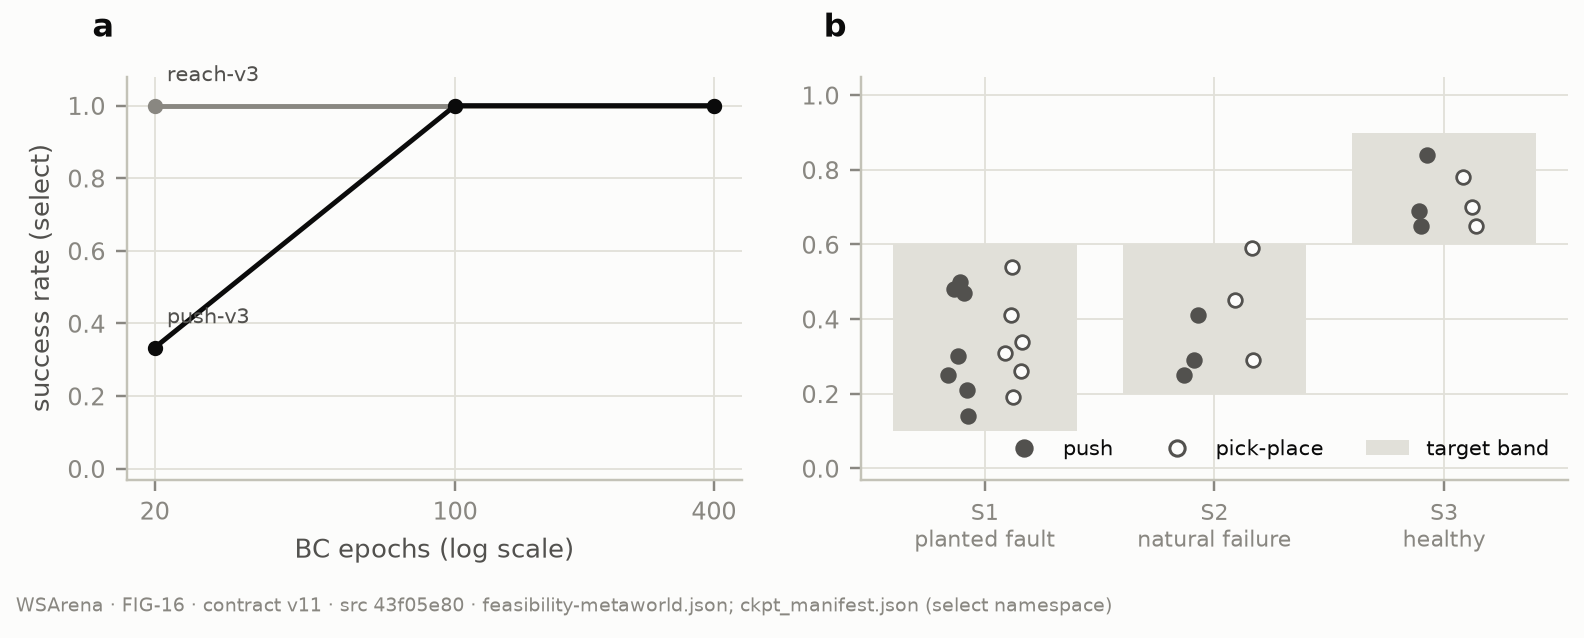 a
reach-v3
push-v3
success rate (select)
1.0
0.8
0.6
0.4
0.2
0.0
20
100
400
BC epochs (log scale)
b
1.0
0.8
0.6
0.4
0.2
0.0
push
pick-place
target band
S1
planted fault
S2
natural failure
S3
healthy
WSArena · FIG-16 · contract v11 · src 43f05e80 · feasibility-metaworld.json; ckpt_manifest.json (select namespace)